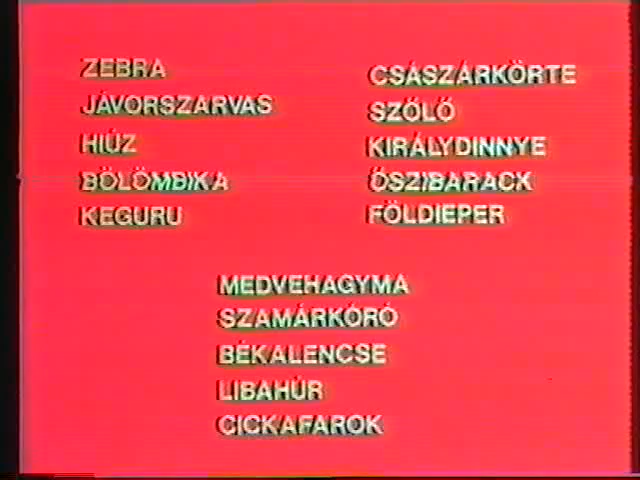 ZEBRA
JÁVORSZARVAS
HIÚZ
BÖLÖMBIKA
KEGURU
CSÁSZÁRKÖRTE
SZŐLŐ
KIRÁLYDINNYE
ŐSZIBARACK
FÖLDIEPER
MEDVEHAGYMA
SZAMÁRKÓRÓ
BÉKALENCSE
LIBAHÚR
CICKAFAROK